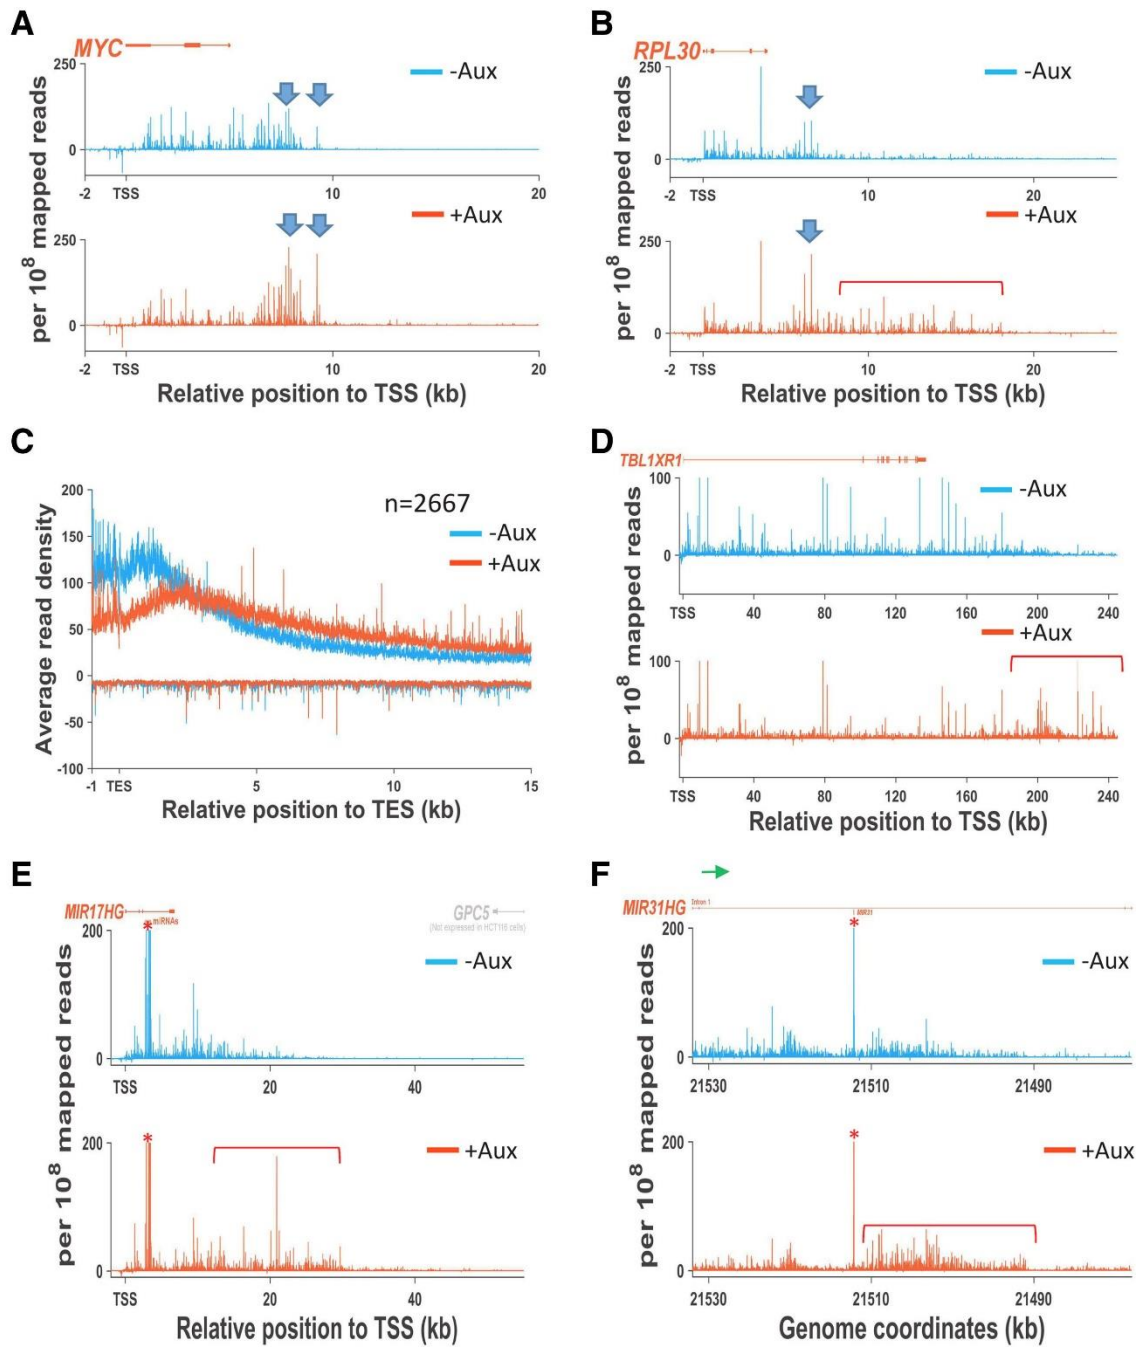 A
MYC
per 10⁸ mapped reads
250
0
-Aux
-2 TSS 10 20
+Aux
250
0
-2 TSS 10 20
Relative position to TSS (kb)
B
RPL30
per 10⁸ mapped reads
250
0
-Aux
-2 TSS 10 20
+Aux
250
0
-2 TSS 10 20
Relative position to TSS (kb)
C
Average read density
200
150
100
50
0
-50
-100
n=2667
-Aux
+Aux
-1 TES 5 10 15
Relative position to TES (kb)
D
TBL1XR1
per 10⁸ mapped reads
100
0
-Aux
TSS 40 80 120 160 200 240
+Aux
100
0
TSS 40 80 120 160 200 240
Relative position to TSS (kb)
E
MIR17HG
miRNAs
GPC5
(Not expressed in HCT116 cells)
per 10⁸ mapped reads
200
0
*
-Aux
TSS 20 40
200
0
*
+Aux
TSS 20 40
Relative position to TSS (kb)
F
MIR31HG
Intron 1
MIR31
per 10⁸ mapped reads
200
0
*
-Aux
21530 21510 21490
200
0
*
+Aux
21530 21510 21490
Genome coordinates (kb)